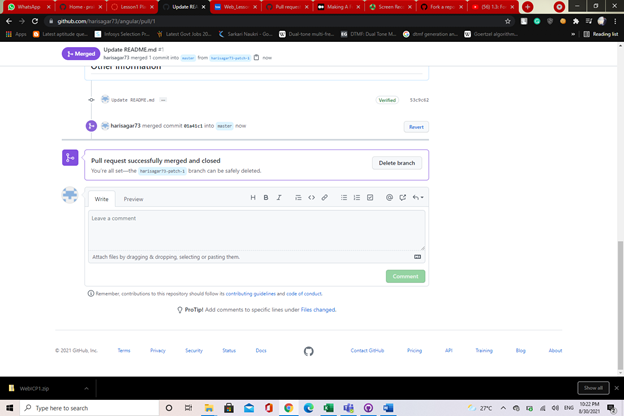 WhatsApp
Home - po
Lesson1 Pr
Update REA
Web_Lesso
Pull reques
Making A F
Screen Rea
Fork a repo
(56) 1.3: Fo
github.com/harisagar73/angular/pull/1
Apps
Latest aptitude que...
Infosys Selection Pr...
Latest Govt Jobs 20...
Sarkari Naukri - Go...
Dual tone multi-fre...
DTMF: Dual Tone M...
dtmf generation an...
Goertzel algorithm...
Reading list
Merged
Update README.md #1
harisagar73 merged 1 commit into master from harisagar73-patch-1 now
Other information
Update README.md ...
Verified
53c9c62
harisagar73 merged commit 01a41c1 into master now
Revert
Pull request successfully merged and closed
You're all set—the harisagar73-patch-1 branch can be safely deleted.
Delete branch
Write
Preview
H B I
Leave a comment
Attach files by dragging & dropping, selecting or pasting them.
Comment
Remember, contributions to this repository should follow its contributing guidelines and code of conduct.
ProTip! Add comments to specific lines under Files changed.
© 2021 GitHub, Inc.
Terms
Privacy
Security
Status
Docs
Contact GitHub
Pricing
API
Training
Blog
About
WebICP1.zip
Show all
Type here to search
27°C
ENG
10:22 PM
8/30/2021